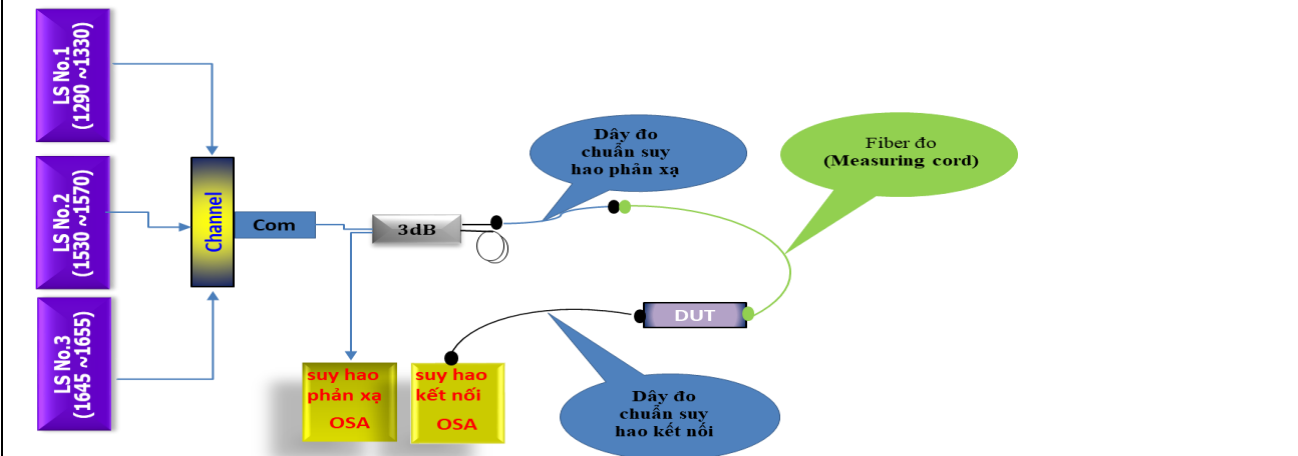 LS No.1
(1290 ~1330)
LS No.2
(1530 ~1570)
LS No.3
(1645 ~1655)
Channel
Com
3dB
Dây đo
chuẩn suy
hao phản xạ
Fiber đo
(Measuring cord)
DUT
suy hao
phản xạ
OSA
suy hao
kết nối
OSA
Dây đo
chuẩn suy
hao kết nối